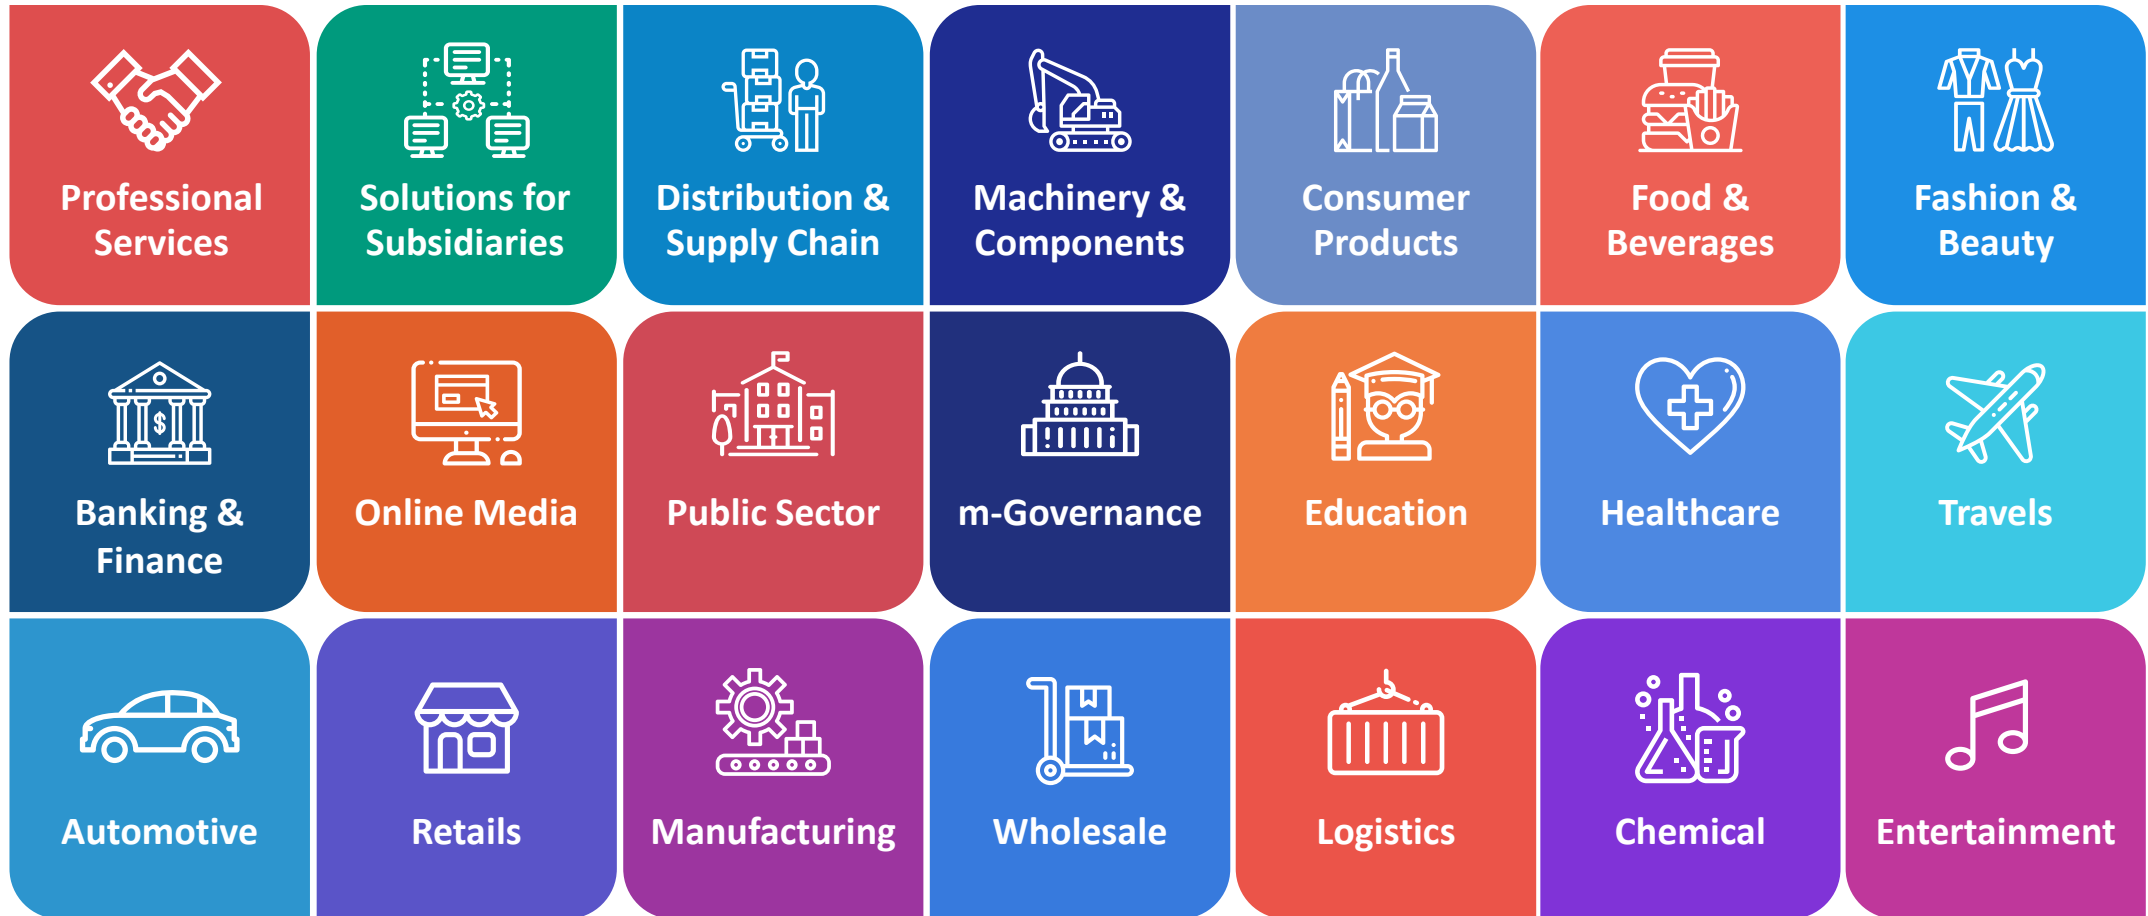 Professional
Services
Solutions for
Subsidiaries
Distribution &
Supply Chain
Machinery &
Components
Consumer
Products
Food &
Beverages
Fashion &
Beauty
$
Banking &
Finance
Online Media
Public Sector
m-Governance
Education
Healthcare
Travels
Automotive
Retails
Manufacturing
Wholesale
Logistics
Chemical
Entertainment